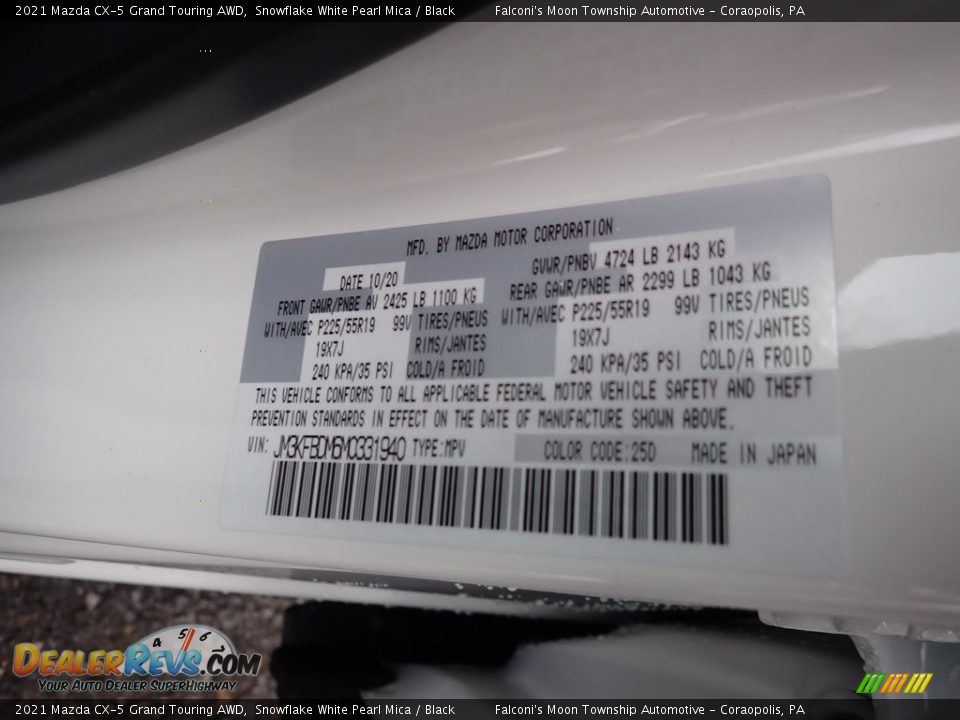 2021 Mazda CX-5 Grand Touring AWD, Snowflake White Pearl Mica / Black Falconi's Moon Township Automotive - Coraopolis, PA
MFD. BY MAZDA MOTOR CORPORATION
DATE 10/20 GVWR/PNBV 4724 LB 2143 KG
FRONT GAWR/PNBE AV 2425 LB 1100 KG REAR GAWR/PNBE AR 2299 LB 1043 KG
WITH/AVEC P225/55R19 99V TIRES/PNEUS WITH/AVEC P225/55R19 99V TIRES/PNEUS
19X7J RIMS/JANTES 19X7J RIMS/JANTES
240 KPA/35 PSI COLD/A FROID 240 KPA/35 PSI COLD/A FROID
THIS VEHICLE CONFORMS TO ALL APPLICABLE FEDERAL MOTOR VEHICLE SAFETY AND THEFT
PREVENTION STANDARDS IN EFFECT ON THE DATE OF MANUFACTURE SHOWN ABOVE.
VIN: JM3KFBDM6M0331940 TYPE:MPV COLOR CODE:25D MADE IN JAPAN
4 5 6
DEALERREVS.COM
YOUR AUTO DEALER SUPERHIGHWAY
2021 Mazda CX-5 Grand Touring AWD, Snowflake White Pearl Mica / Black Falconi's Moon Township Automotive - Coraopolis, PA